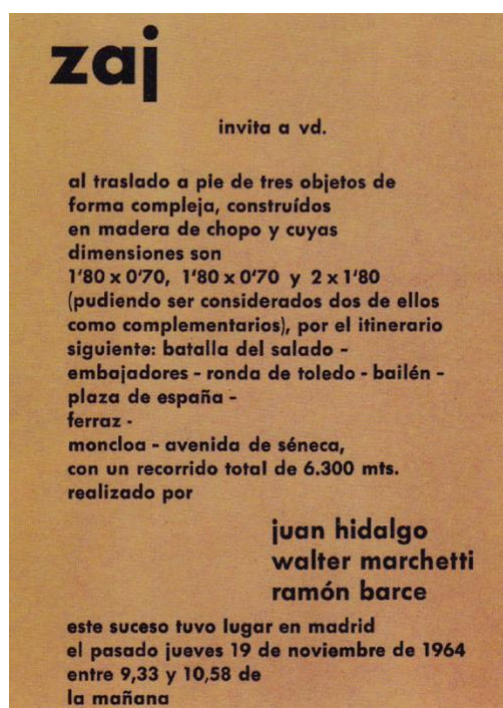 zaj
invita a vd.
al traslado a pie de tres objetos de
forma compleja, construídos
en madera de chopo y cuyas
dimensiones son
1'80 x 0'70, 1'80 x 0'70 y 2 x 1'80
(pudiendo ser considerados dos de ellos
como complementarios), por el itinerario
siguiente: batalla del salado -
embajadores - ronda de toledo - bailén -
plaza de españa -
ferraz -
moncloa - avenida de séneca,
con un recorrido total de 6.300 mts.
realizado por
juan hidalgo
walter marchetti
ramón barce
este suceso tuvo lugar en madrid
el pasado jueves 19 de noviembre de 1964
entre 9,33 y 10,58 de
la mañana